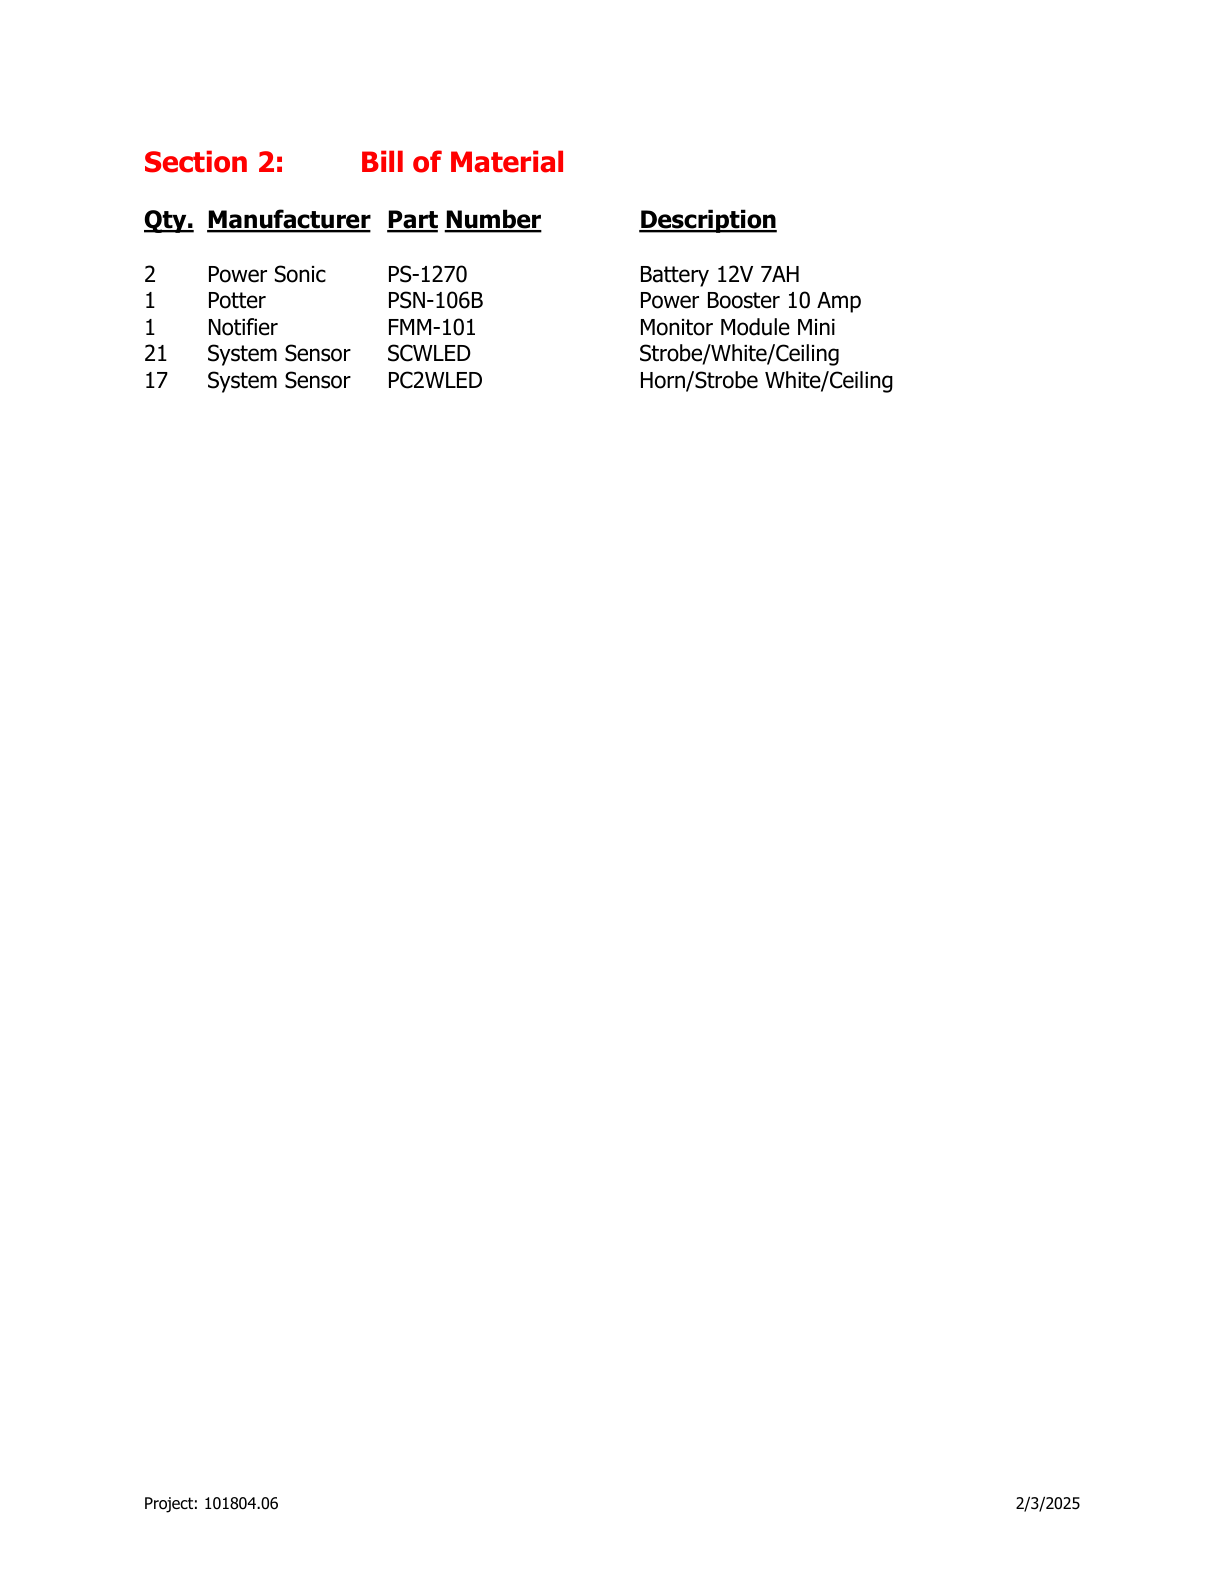 Section 2: Bill of Material
Qty. Manufacturer Part Number Description
2 Power Sonic PS-1270 Battery 12V 7AH
1 Potter PSN-106B Power Booster 10 Amp
1 Notifier FMM-101 Monitor Module Mini
21 System Sensor SCWLED Strobe/White/Ceiling
17 System Sensor PC2WLED Horn/Strobe White/Ceiling
Project: 101804.06 2/3/2025